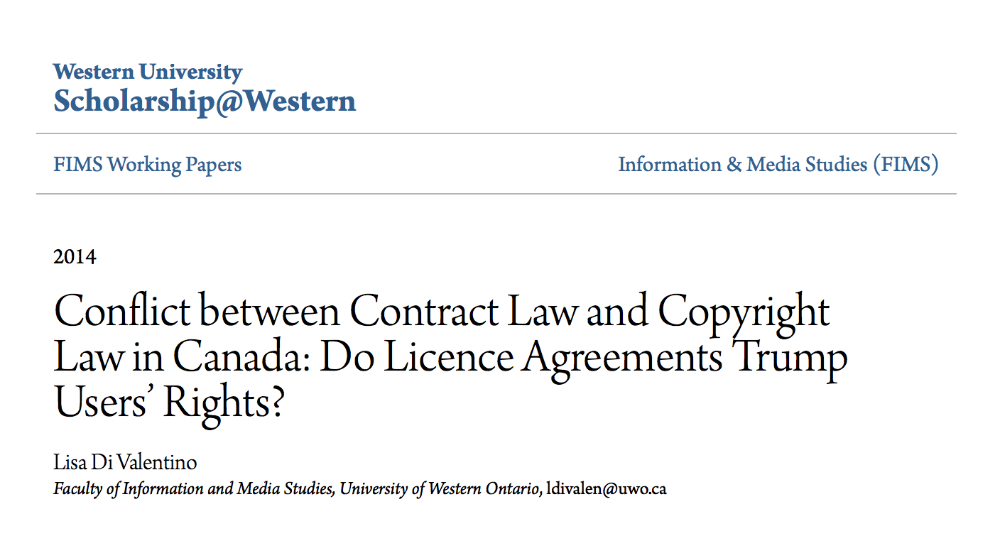 Western University
Scholarship@Western
FIMS Working Papers
Information & Media Studies (FIMS)
2014
Conflict between Contract Law and Copyright
Law in Canada: Do Licence Agreements Trump
Users’ Rights?
Lisa Di Valentino
Faculty of Information and Media Studies, University of Western Ontario, ldivalen@uwo.ca